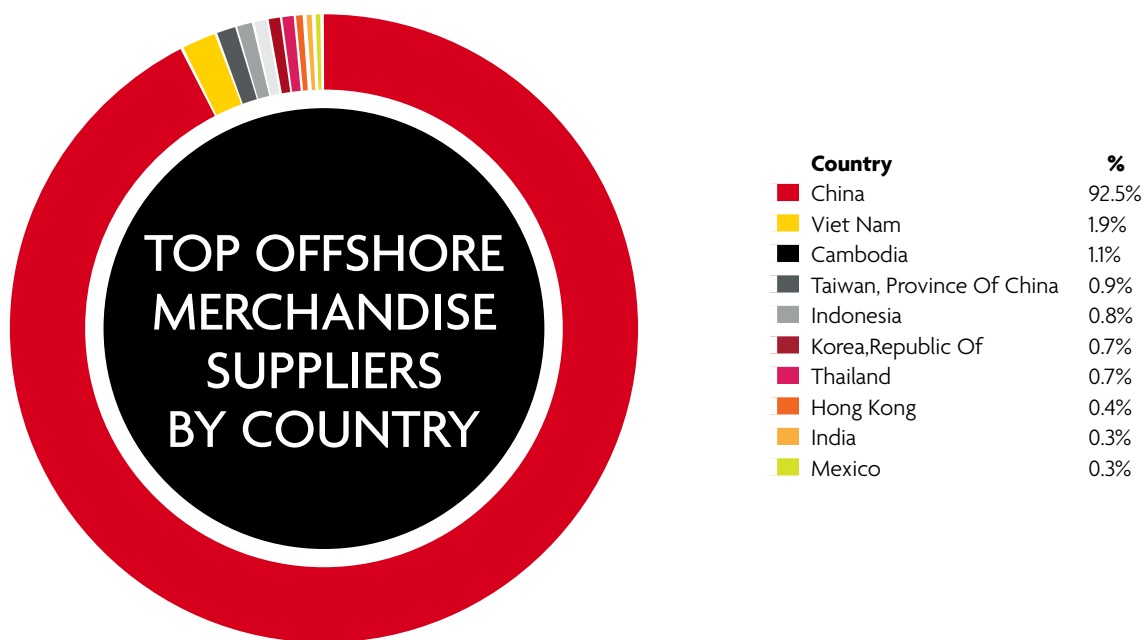 TOP OFFSHORE
MERCHANDISE
SUPPLIERS
BY COUNTRY
Country %
China 92.5%
Viet Nam 1.9%
Cambodia 1.1%
Taiwan, Province Of China 0.9%
Indonesia 0.8%
Korea,Republic Of 0.7%
Thailand 0.7%
Hong Kong 0.4%
India 0.3%
Mexico 0.3%